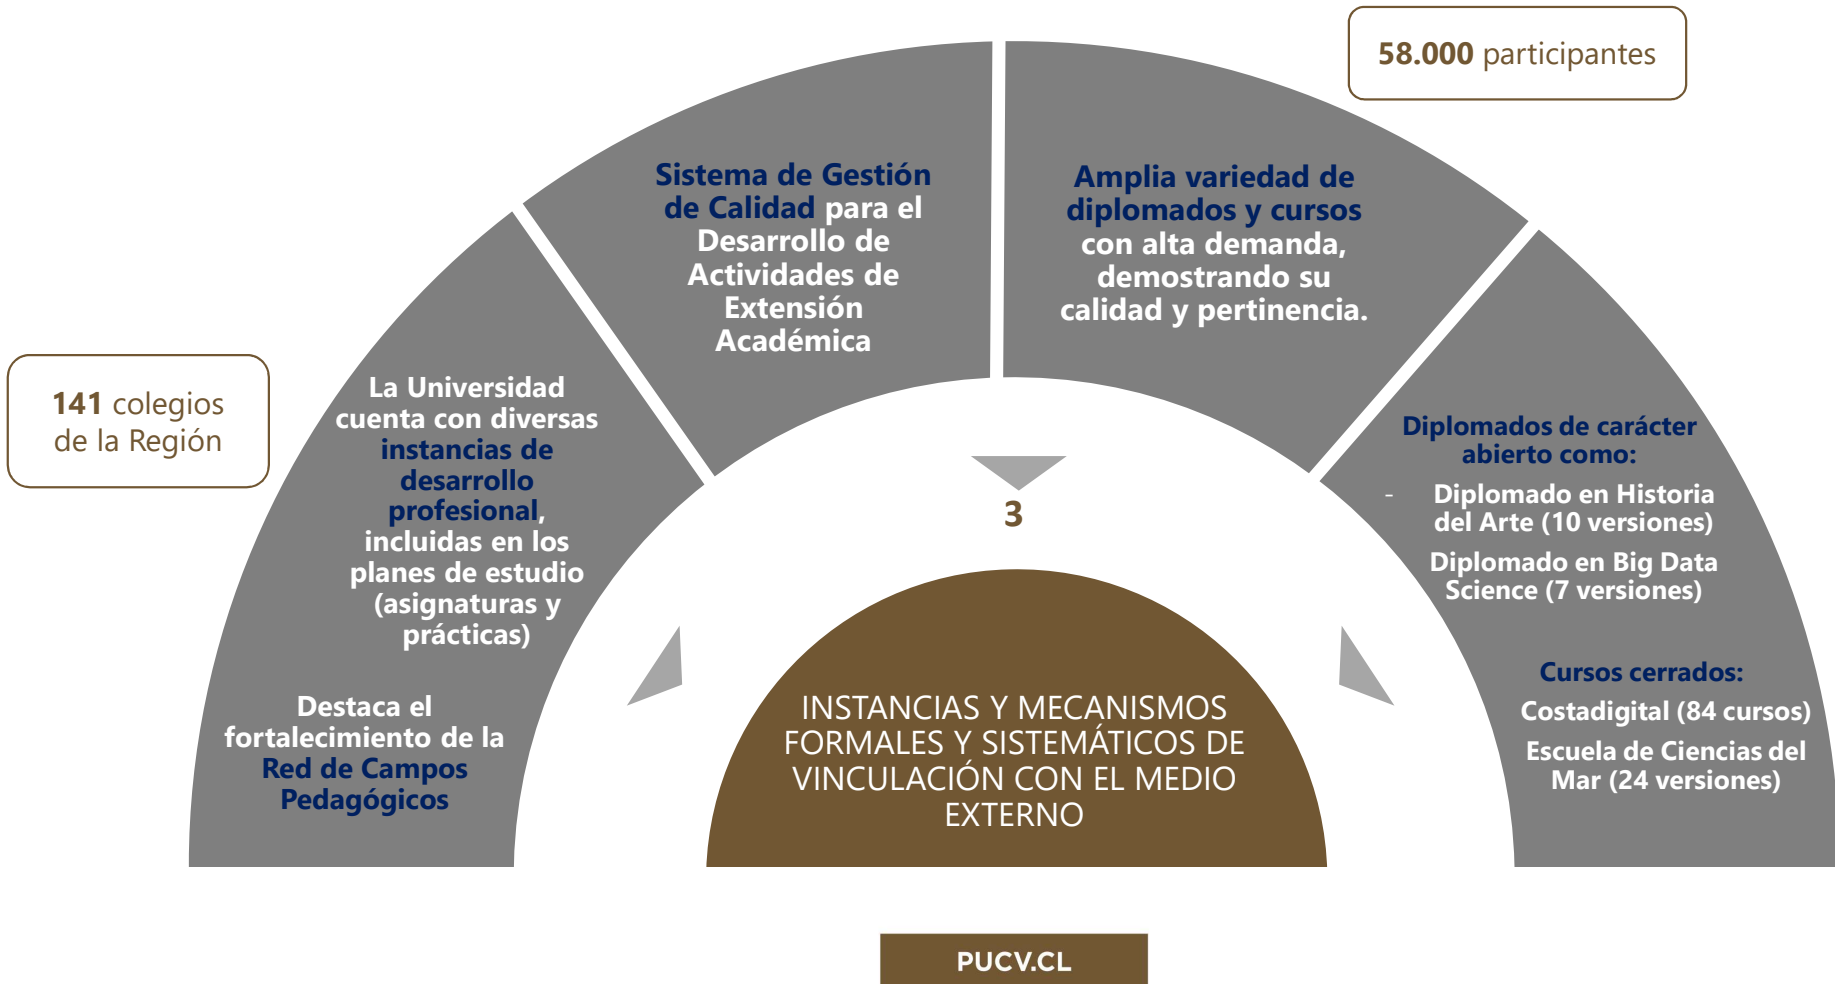 58.000 participantes
141 colegios
de la Región
La Universidad
cuenta con diversas
instancias de
desarrollo
profesional,
incluidas en los
planes de estudio
(asignaturas y
prácticas)
Destaca el
fortalecimiento de la
Red de Campos
Pedagógicos
Sistema de Gestión
de Calidad para el
Desarrollo de
Actividades de
Extensión
Académica
Amplia variedad de
diplomados y cursos
con alta demanda,
demostrando su
calidad y pertinencia.
Diplomados de carácter
abierto como:
- Diplomado en Historia
del Arte (10 versiones)
Diplomado en Big Data
Science (7 versiones)
Cursos cerrados:
Costadigital (84 cursos)
Escuela de Ciencias del
Mar (24 versiones)
3
INSTANCIAS Y MECANISMOS
FORMALES Y SISTEMÁTICOS DE
VINCULACIÓN CON EL MEDIO
EXTERNO
PUCV.CL